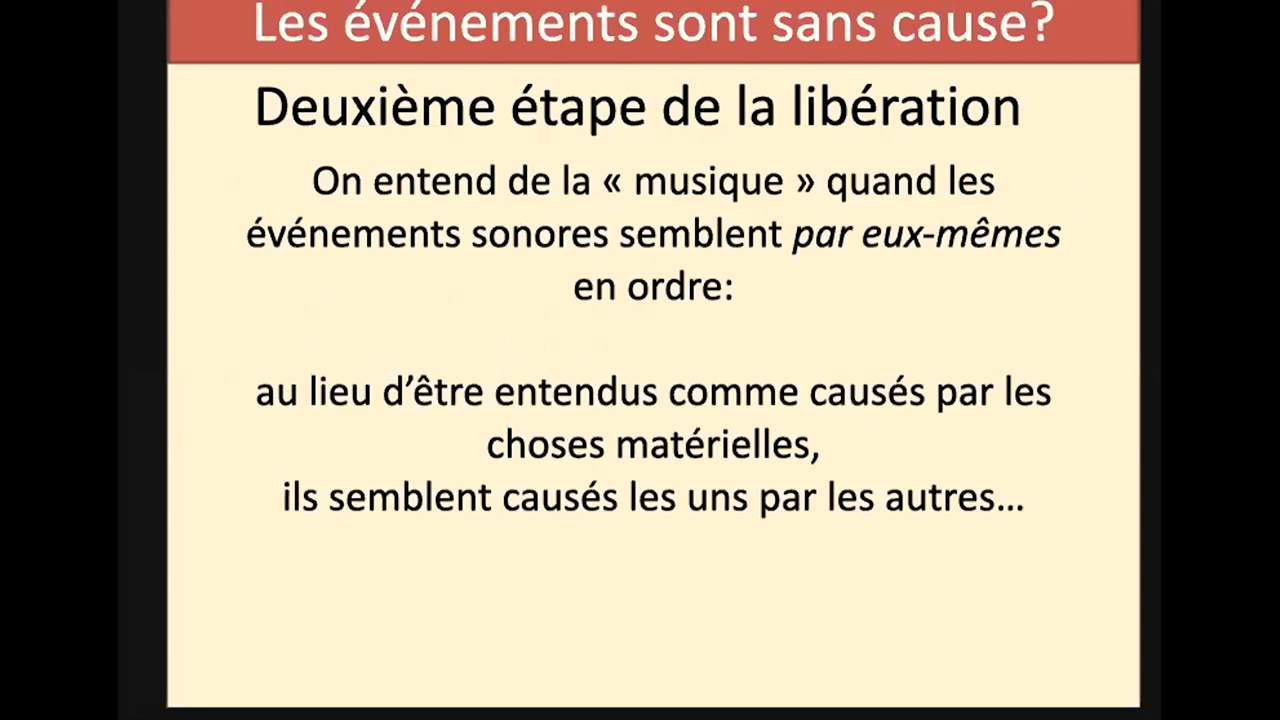 Les événements sont sans cause?
Deuxième étape de la libération
On entend de la « musique » quand les
événements sonores semblent par eux-mêmes
en ordre:
au lieu d’être entendus comme causés par les
choses matérielles,
ils semblent causés les uns par les autres…